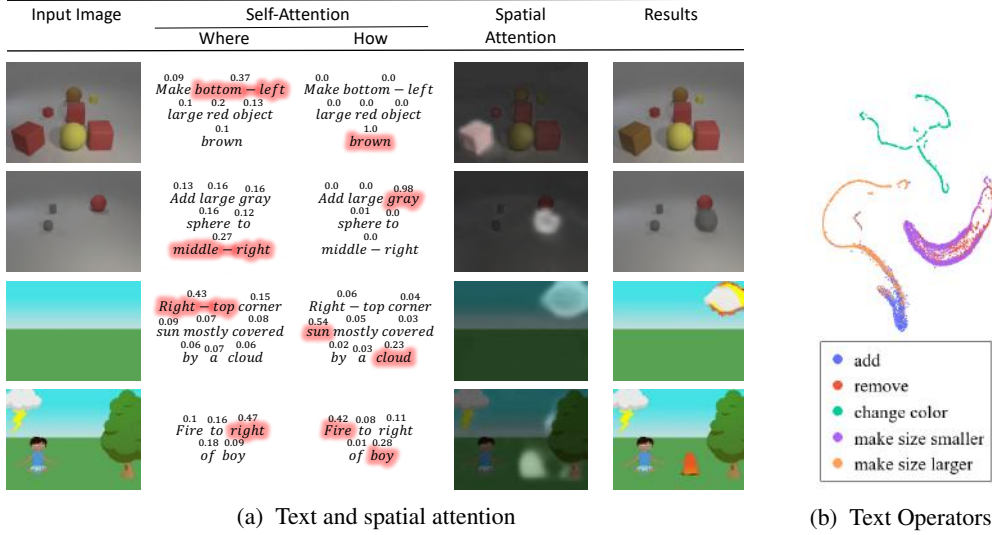 Input Image Self-Attention Spatial Attention Results
Where How
0.09 0.37 0.0 0.0
Make bottom – left Make bottom – left
0.1 0.2 0.13 0.0 0.0 0.0
large red object large red object
0.1 1.0
brown brown
0.13 0.16 0.16 0.0 0.0 0.98
Add large gray Add large gray
0.16 0.12 0.01 0.0
sphere to sphere to
0.27 0.0
middle – right middle – right
0.43 0.15 0.06 0.04
Right – top corner Right – top corner
0.09 0.07 0.08 0.54 0.05 0.03
sun mostly covered sun mostly covered
0.06 0.07 0.06 0.02 0.03 0.23
by a cloud by a cloud
0.1 0.16 0.47 0.42 0.08 0.11
Fire to right Fire to right
0.18 0.09 0.01 0.28
of boy of boy
(a) Text and spatial attention
add
remove
change color
make size smaller
make size larger
(b) Text Operators